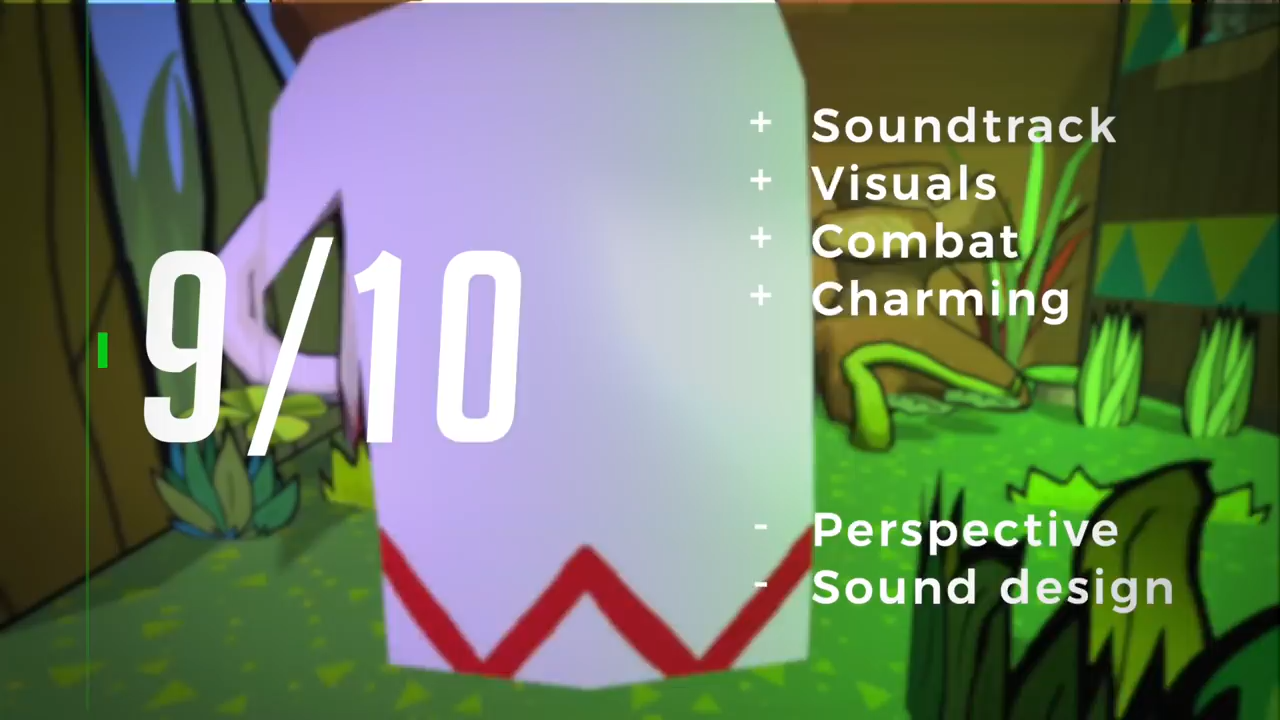 9/10
+ Soundtrack
+ Visuals
+ Combat
+ Charming
- Perspective
- Sound design